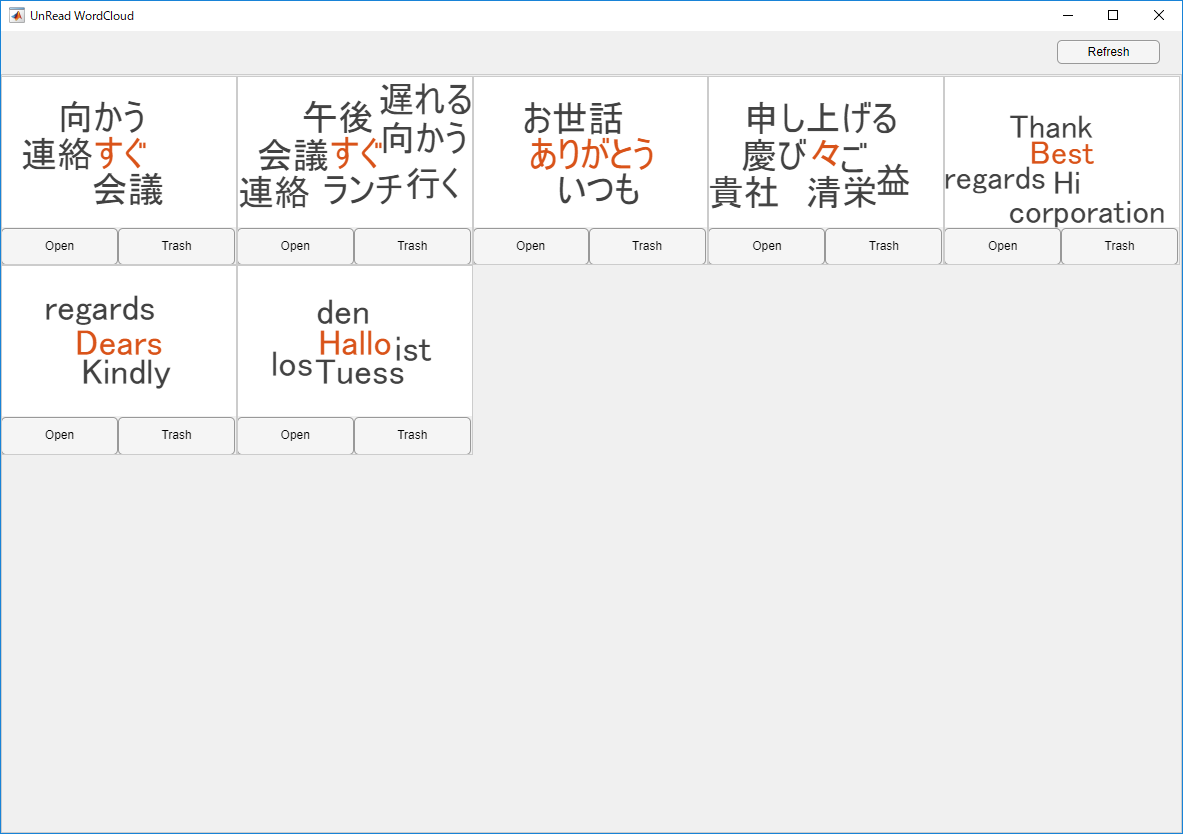 UnRead WordCloud
Refresh
向かう
連絡 すぐ
会議
Open Trash
遅れる
午後 向かう
会議 すぐ
連絡 ランチ 行く
Open Trash
お世話
ありがとう
いつも
Open Trash
申し上げる
慶び 々 ご
貴社 清栄 益
Open Trash
Thank
Best
regards Hi
corporation
Open Trash
regards
Dears
Kindly
Open Trash
den
Hallo ist
los Tuess
Open Trash